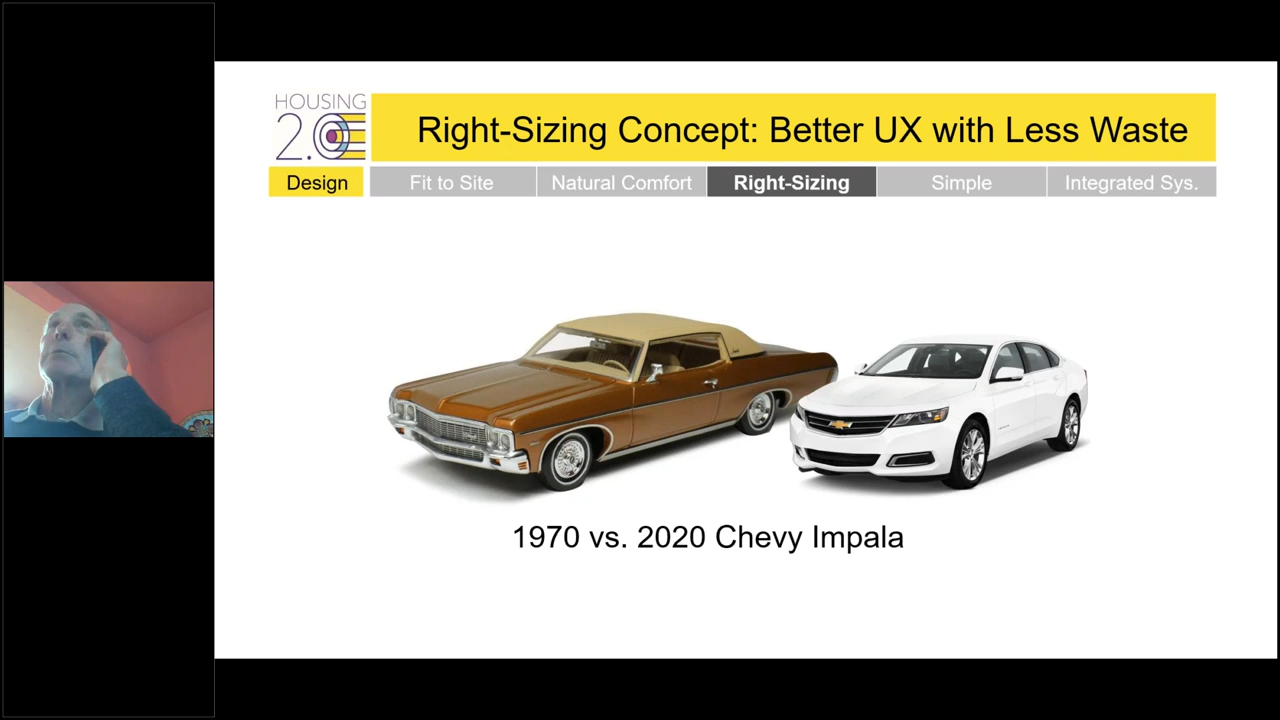 HOUSING
2.0
Right-Sizing Concept: Better UX with Less Waste
Design
Fit to Site
Natural Comfort
Right-Sizing
Simple
Integrated Sys.
1970 vs. 2020 Chevy Impala